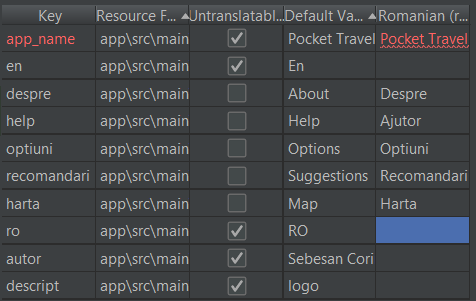 Key Resource F... Untranslatabl... Default Va... Romanian (r...
app_name app\src\main Pocket Travel Pocket Travel
en app\src\main En
despre app\src\main About Despre
help app\src\main Help Ajutor
optiuni app\src\main Options Optiuni
recomandari app\src\main Suggestions Recomandari
harta app\src\main Map Harta
ro app\src\main RO
autor app\src\main Sebesan Cori
descript app\src\main logo